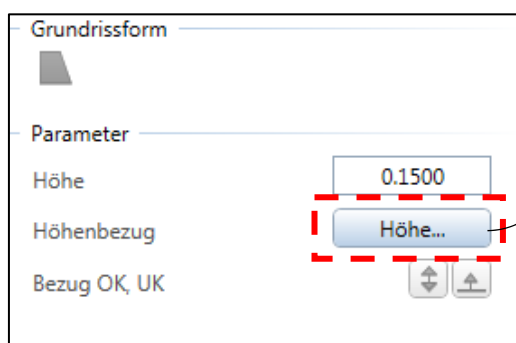 Grundrissform
Parameter
Höhe 0.1500
Höhenbezug Höhe...
Bezug OK, UK